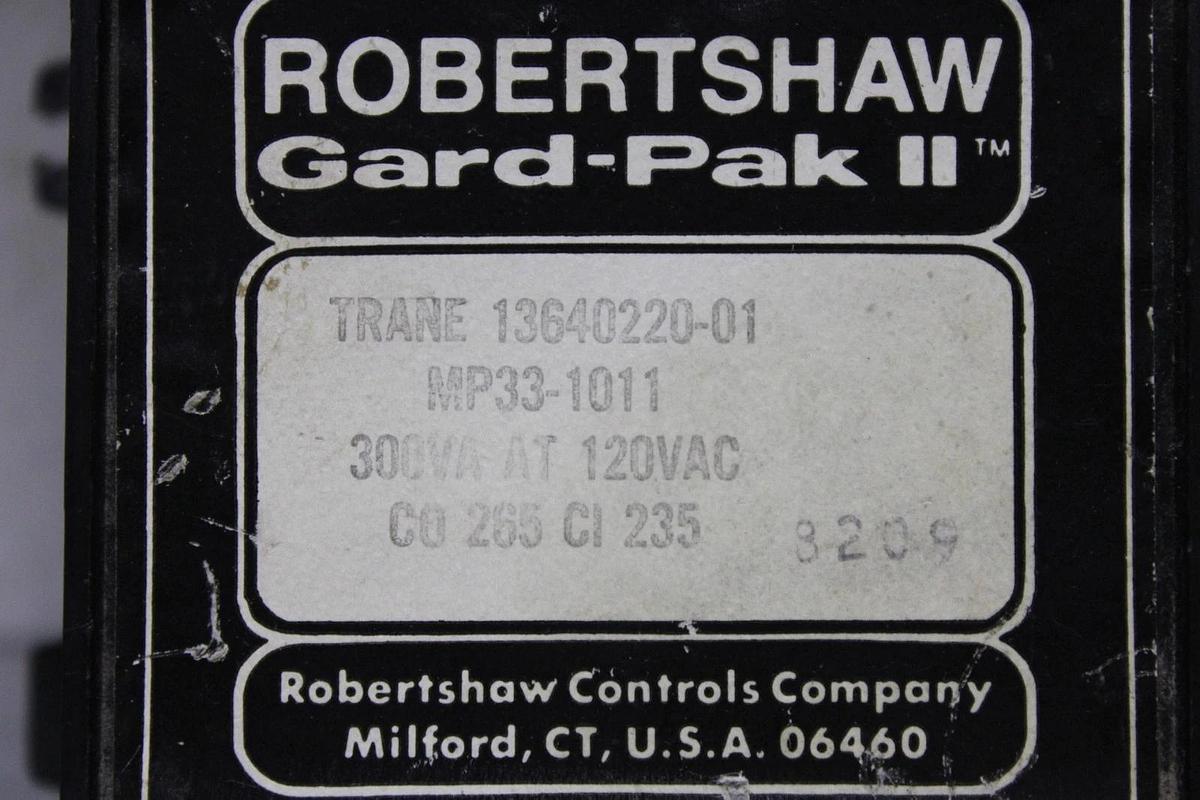 ROBERTSHAW
Gard-Pak II™
TRANE 13640220-01
MP33-1011
300VA AT 120VAC
CO 265 CI 235
8209
Robertshaw Controls Company
Milford, CT, U.S.A. 06460